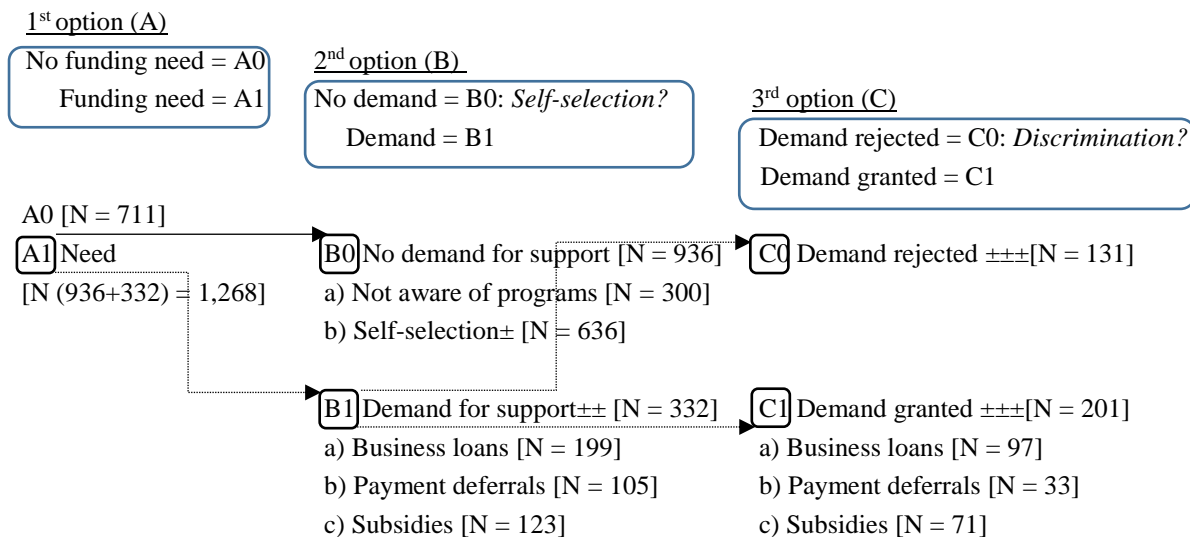 1st option (A)
No funding need = A0
Funding need = A1
2nd option (B)
No demand = B0: Self-selection?
Demand = B1
3rd option (C)
Demand rejected = C0: Discrimination?
Demand granted = C1
A0 [N = 711]
A1 Need
[N (936+332) = 1,268]
B0 No demand for support [N = 936]
a) Not aware of programs [N = 300]
b) Self-selection± [N = 636]
C0 Demand rejected ±±±[N = 131]
B1 Demand for support±± [N = 332]
a) Business loans [N = 199]
b) Payment deferrals [N = 105]
c) Subsidies [N = 123]
C1 Demand granted ±±±[N = 201]
a) Business loans [N = 97]
b) Payment deferrals [N = 33]
c) Subsidies [N = 71]